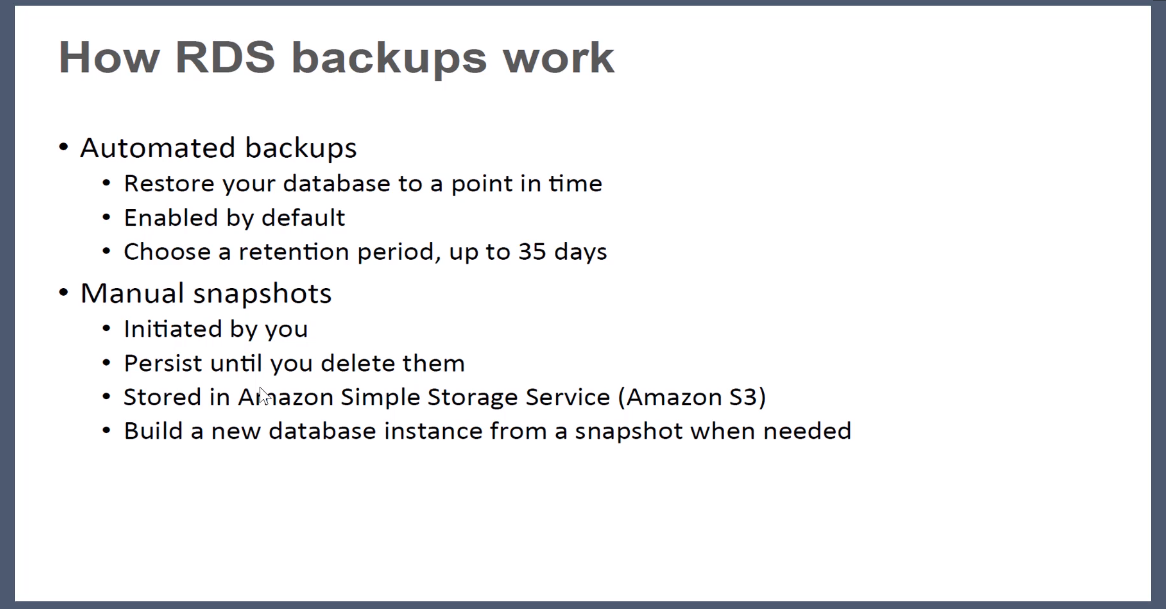 How RDS backups work
• Automated backups
• Restore your database to a point in time
• Enabled by default
• Choose a retention period, up to 35 days
• Manual snapshots
• Initiated by you
• Persist until you delete them
• Stored in Amazon Simple Storage Service (Amazon S3)
• Build a new database instance from a snapshot when needed